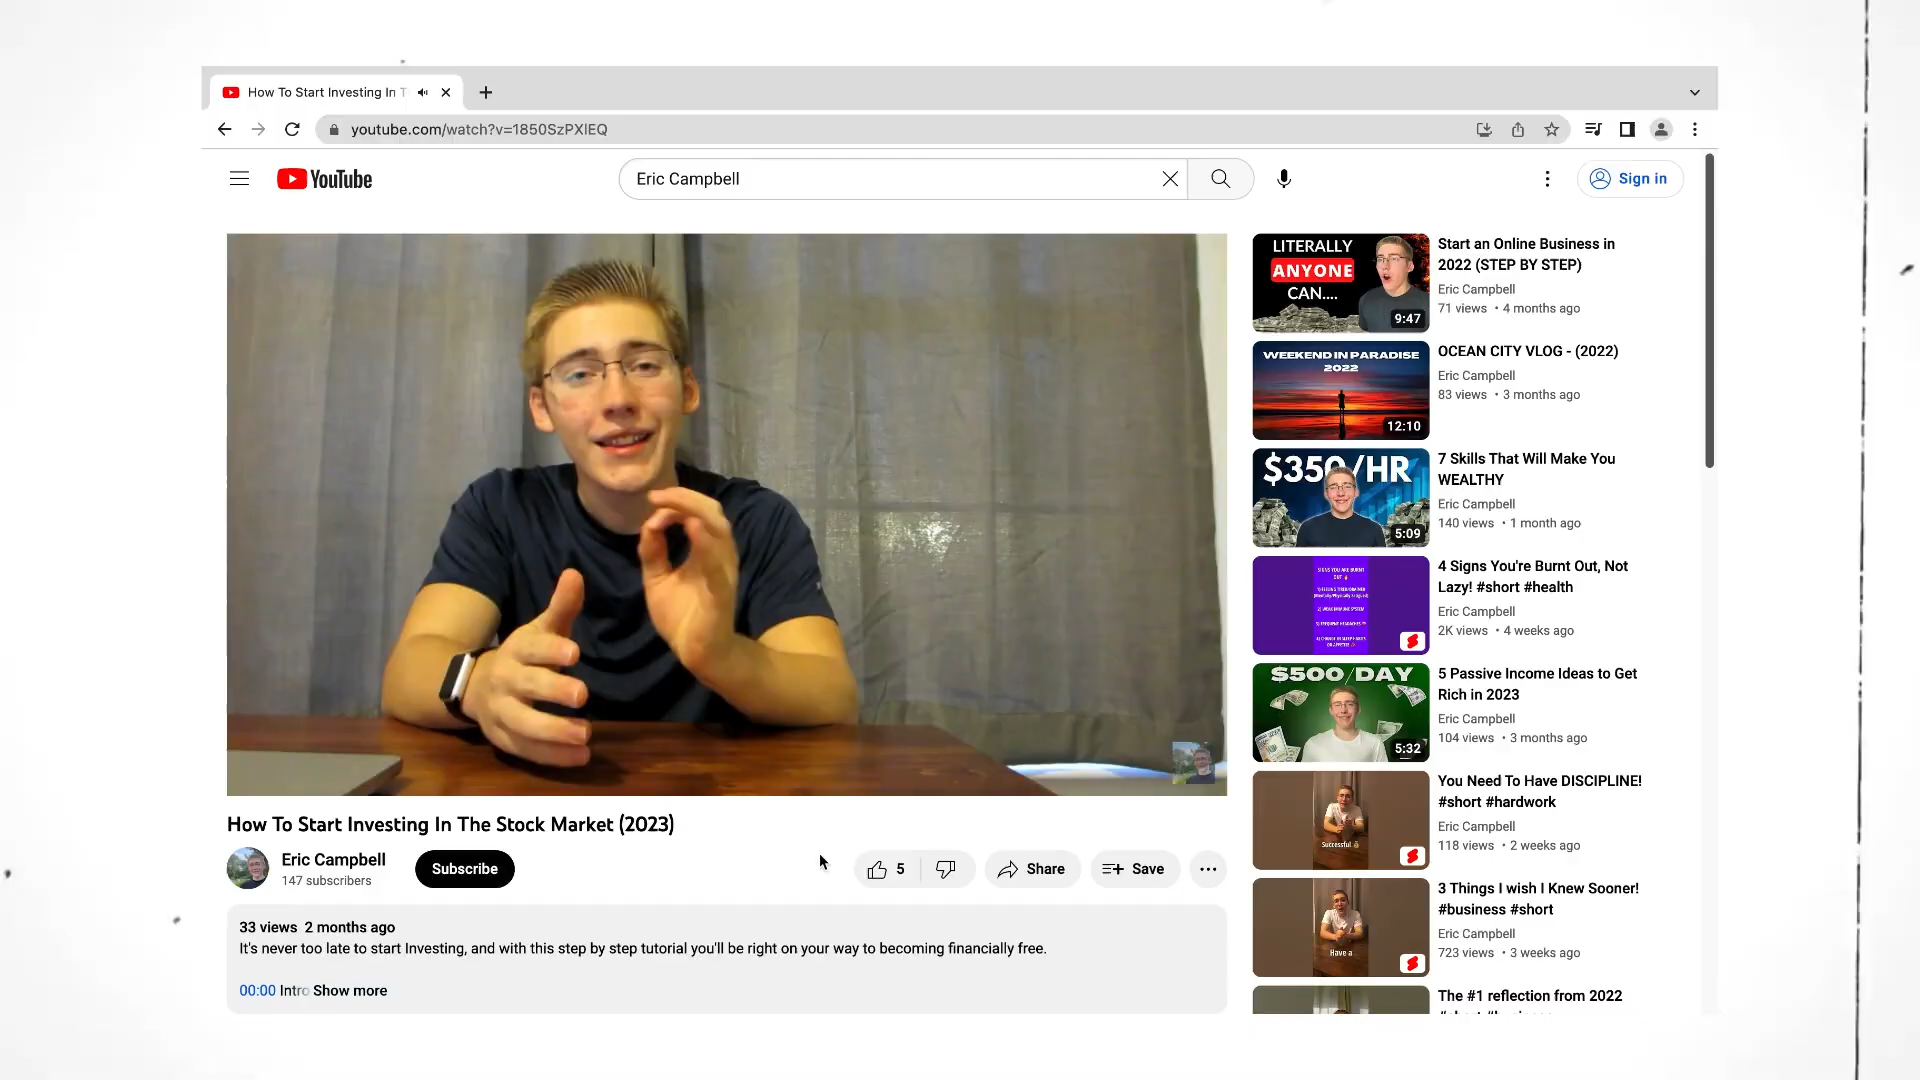 How To Start Investing In T
youtube.com/watch?v=1850SzPXlEQ
YouTube
Eric Campbell
Sign in
LITERALLY
ANYONE
CAN....
9:47
Start an Online Business in
2022 (STEP BY STEP)
Eric Campbell
71 views • 4 months ago
WEEKEND IN PARADISE
2022
12:10
OCEAN CITY VLOG - (2022)
Eric Campbell
83 views • 3 months ago
$350/HR
5:09
7 Skills That Will Make You
WEALTHY
Eric Campbell
140 views • 1 month ago
SIGNS YOU ARE BURNT
OUT
4 Signs You're Burnt Out, Not
Lazy! #short #health
Eric Campbell
2K views • 4 weeks ago
$500/DAY
5:32
5 Passive Income Ideas to Get
Rich in 2023
Eric Campbell
104 views • 3 months ago
Successful
You Need To Have DISCIPLINE!
#short #hardwork
Eric Campbell
118 views • 2 weeks ago
Have a
3 Things I wish I Knew Sooner!
#business #short
Eric Campbell
723 views • 3 weeks ago
The #1 reflection from 2022
How To Start Investing In The Stock Market (2023)
Eric Campbell
147 subscribers
Subscribe
5
Share
Save
33 views 2 months ago
It's never too late to start Investing, and with this step by step tutorial you'll be right on your way to becoming financially free.
00:00 Intro Show more